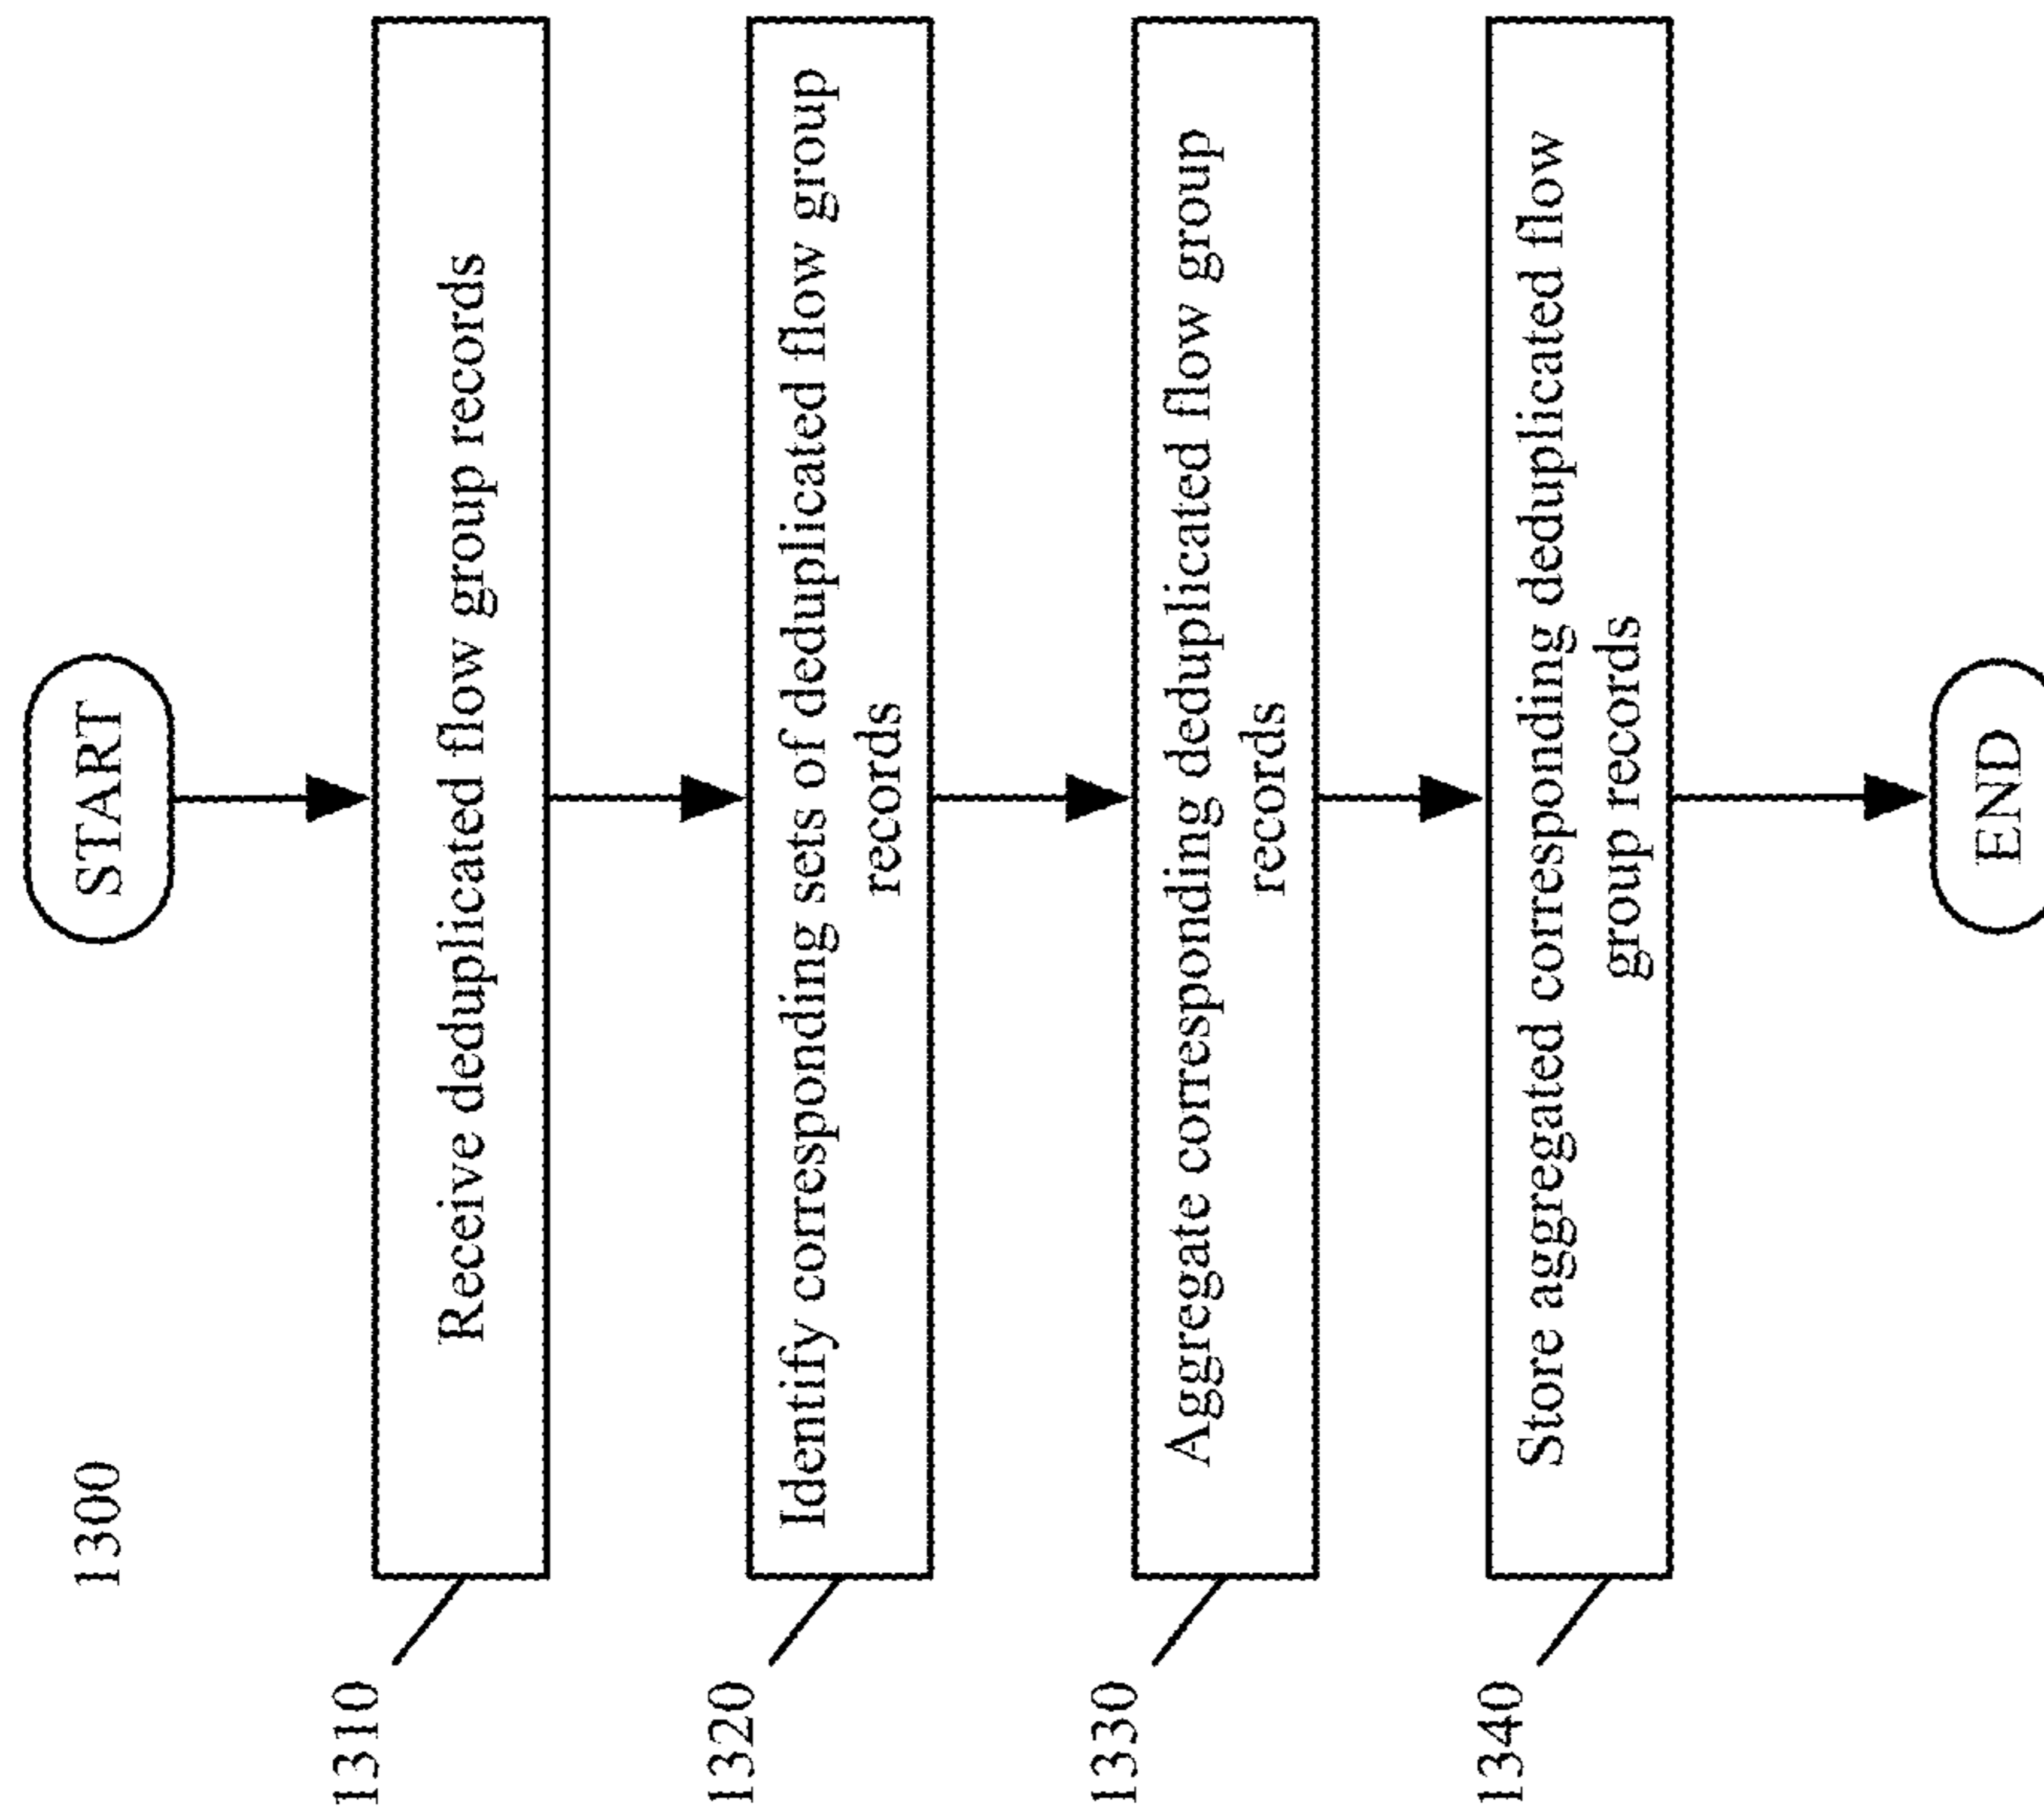 1300
START
1310
Receive deduplicated flow group records
1320
Identify corresponding sets of deduplicated flow group
records
1330
Aggregate corresponding deduplicated flow group
records
1340
Store aggregated corresponding deduplicated flow
group records
END